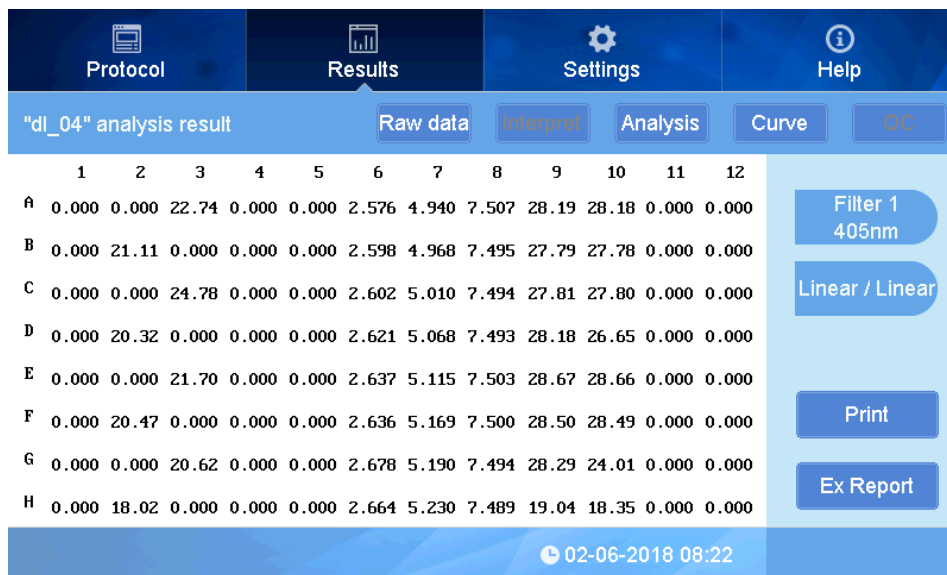 Protocol Results Settings Help
"dl_04" analysis result Raw data Interpret Analysis Curve QC
1 2 3 4 5 6 7 8 9 10 11 12
A 0.000 0.000 22.74 0.000 0.000 2.576 4.940 7.507 28.19 28.18 0.000 0.000
Filter 1
405nm
B 0.000 21.11 0.000 0.000 0.000 2.598 4.968 7.495 27.79 27.78 0.000 0.000
C 0.000 0.000 24.78 0.000 0.000 2.602 5.010 7.494 27.81 27.80 0.000 0.000
Linear / Linear
D 0.000 20.32 0.000 0.000 0.000 2.621 5.068 7.493 28.18 26.65 0.000 0.000
E 0.000 0.000 21.70 0.000 0.000 2.637 5.115 7.503 28.67 28.66 0.000 0.000
F 0.000 20.47 0.000 0.000 0.000 2.636 5.169 7.500 28.50 28.49 0.000 0.000
Print
G 0.000 0.000 20.62 0.000 0.000 2.678 5.190 7.494 28.29 24.01 0.000 0.000
Ex Report
H 0.000 18.02 0.000 0.000 0.000 2.664 5.230 7.489 19.04 18.35 0.000 0.000
02-06-2018 08:22